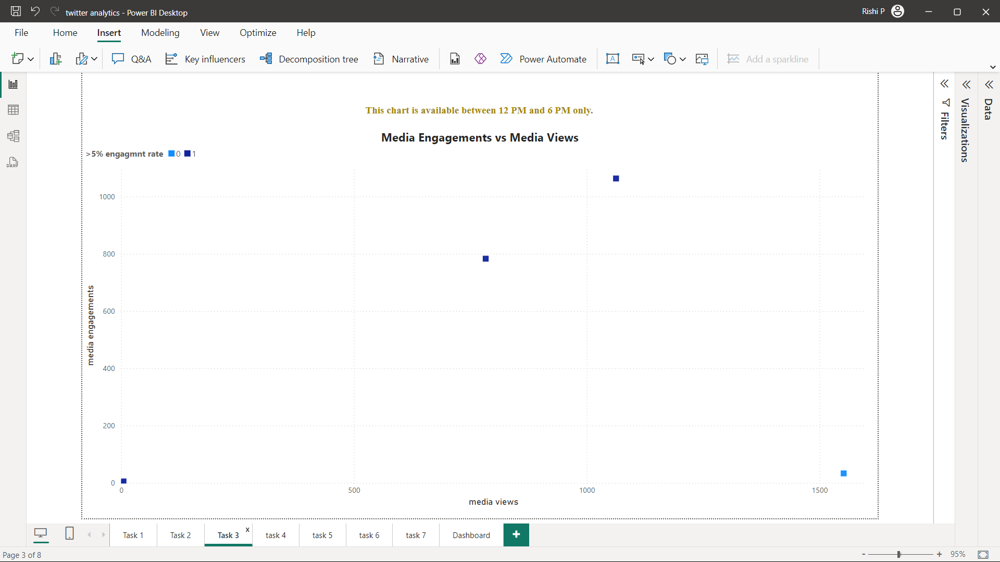 twitter analytics - Power BI Desktop
Rishi P
File Home Insert Modeling View Optimize Help
Q&A Key influencers Decomposition tree Narrative Power Automate A Add a sparkline
DAX
This chart is available between 12 PM and 6 PM only.
Media Engagements vs Media Views
>5% engagmnt rate 0 1
media engagements
1000
800
600
400
200
0
0 500 1000 1500
media views
Filters
Visualizations
Data
Task 1 Task 2 Task 3 x task 4 task 5 task 6 task 7 Dashboard +
Page 3 of 8
- + 95%